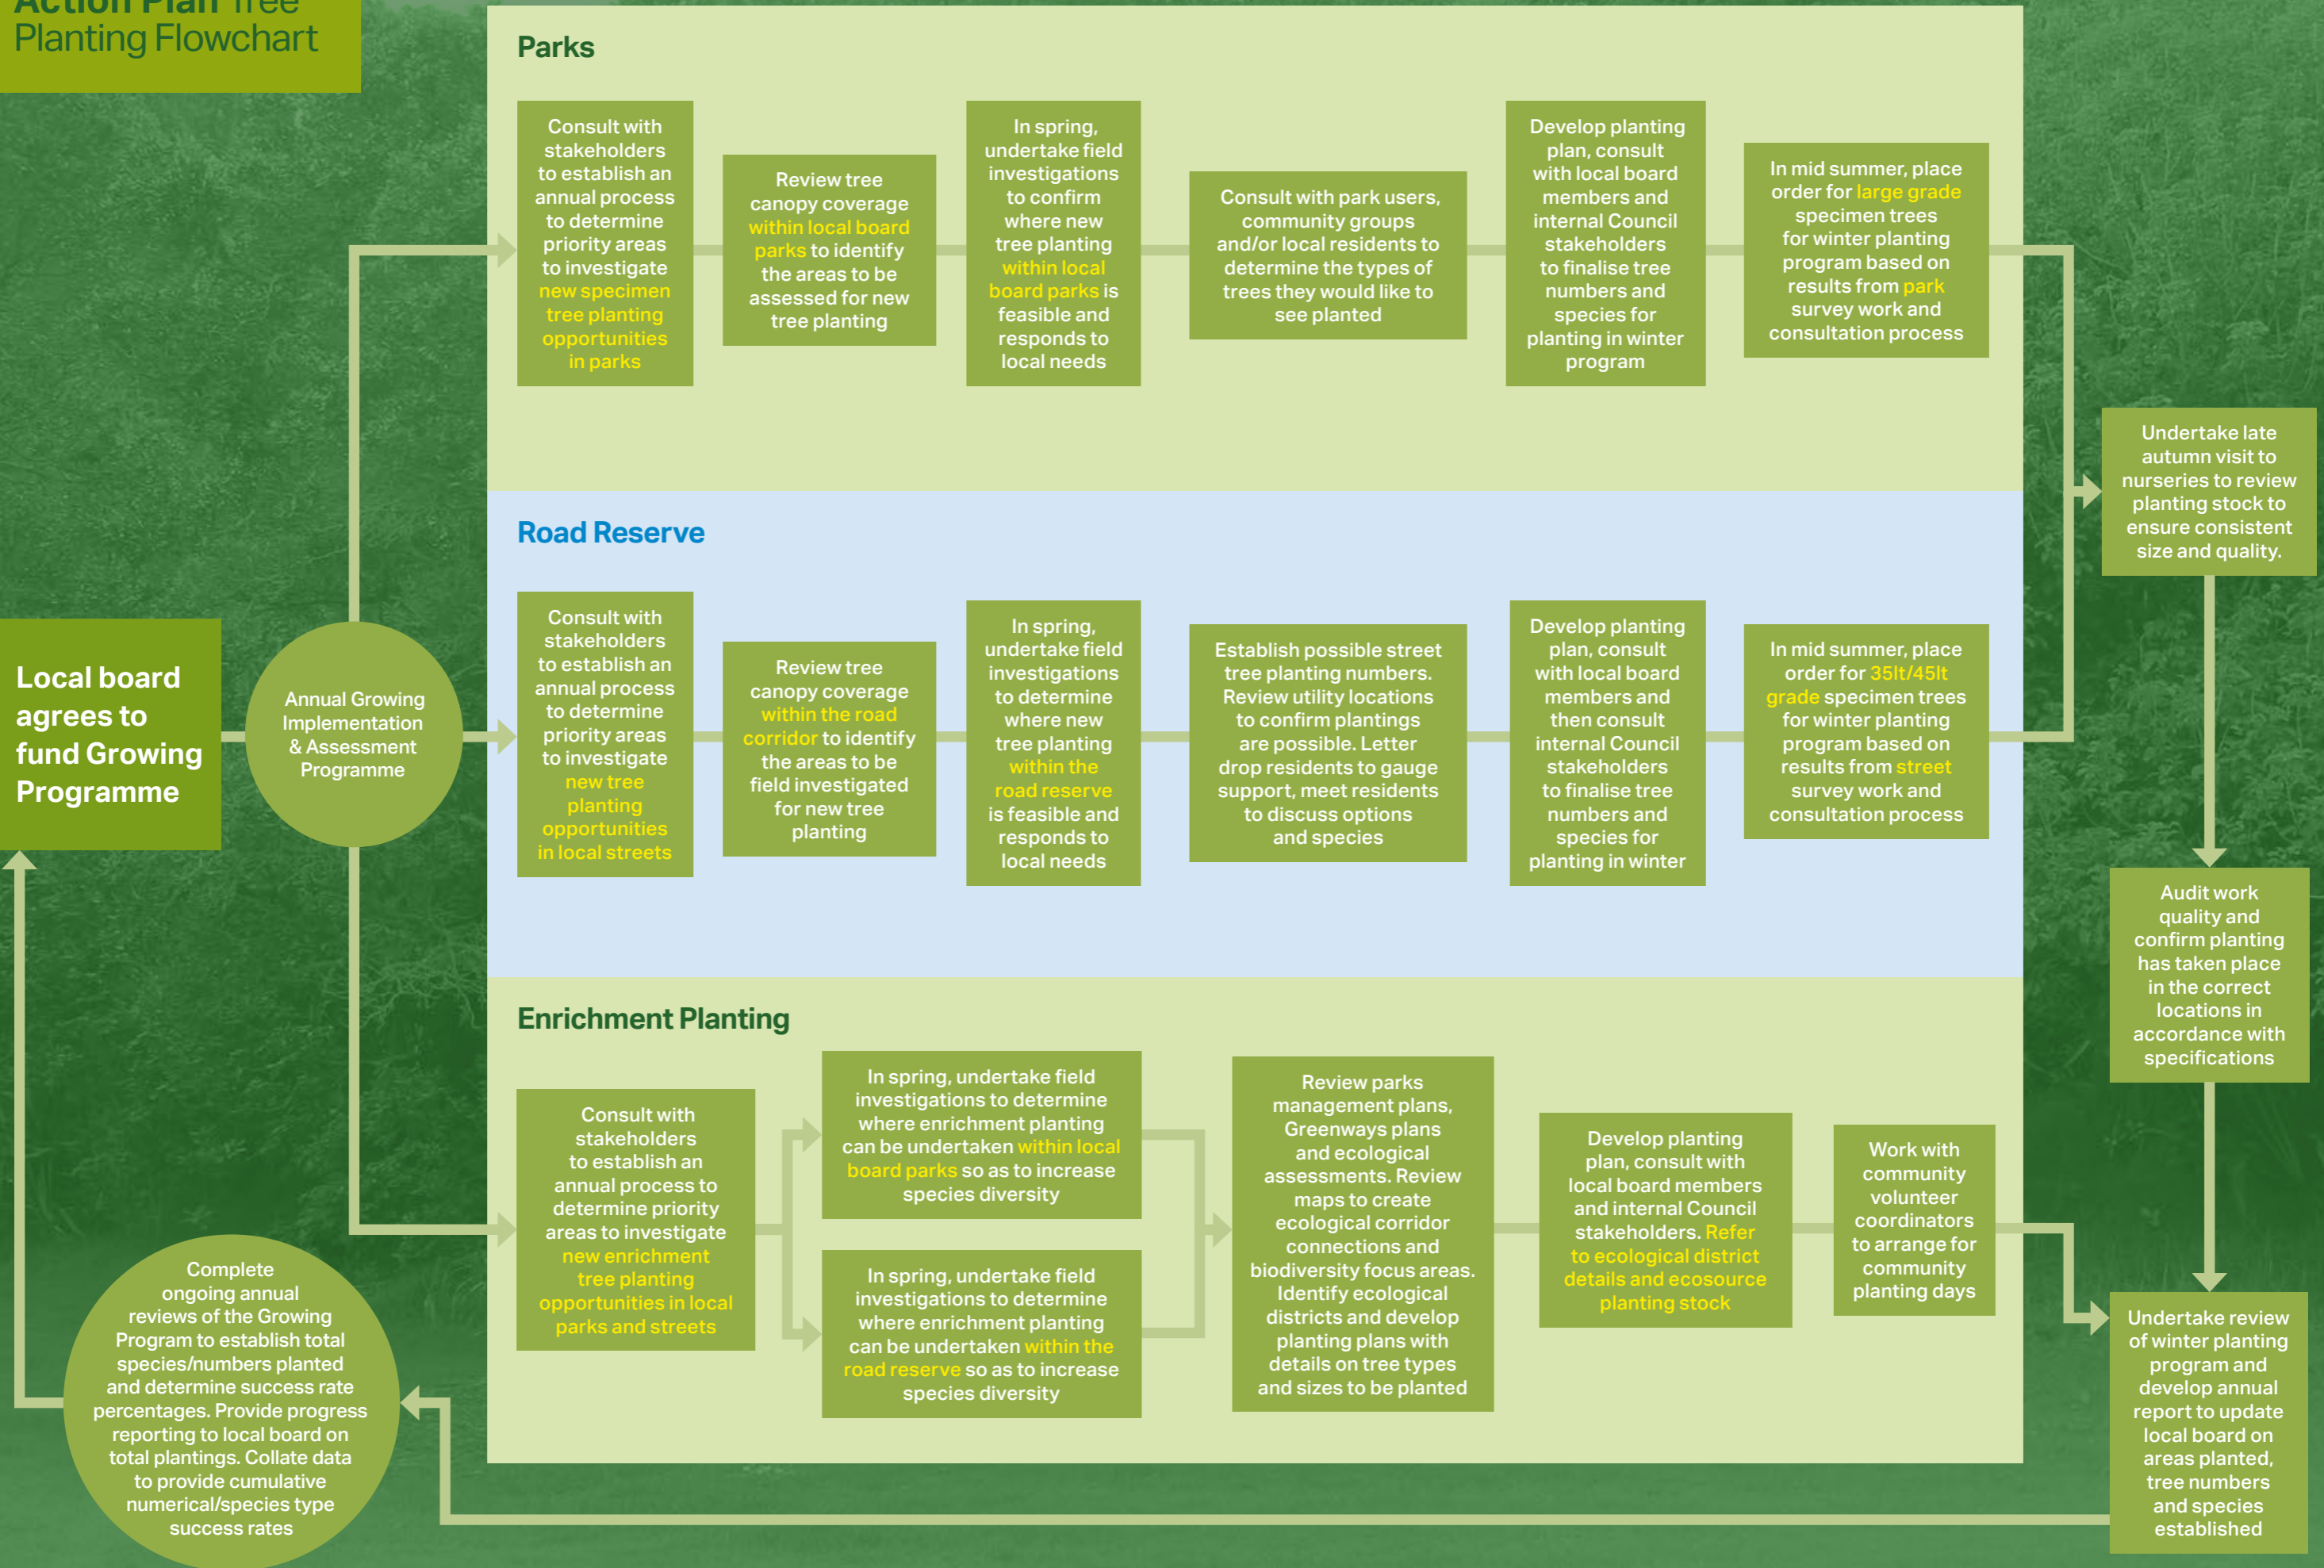 Action Plan Tree
Planting Flowchart
Parks
Consult with
stakeholders
to establish an
annual process
to determine
priority areas
to investigate
new specimen
tree planting
opportunities
in parks
Review tree
canopy coverage
within local board
parks to identify
the areas to be
assessed for new
tree planting
In spring,
undertake field
investigations
to confirm
where new
tree planting
within local
board parks is
feasible and
responds to
local needs
Consult with park users,
community groups
and/or local residents to
determine the types of
trees they would like to
see planted
Develop planting
plan, consult
with local board
members and
internal Council
stakeholders
to finalise tree
numbers and
species for
planting in winter
program
In mid summer, place
order for large grade
specimen trees
for winter planting
program based on
results from park
survey work and
consultation process
Undertake late
autumn visit to
nurseries to review
planting stock to
ensure consistent
size and quality.
Road Reserve
Local board
agrees to
fund Growing
Programme
Annual Growing
Implementation
& Assessment
Programme
Consult with
stakeholders
to establish an
annual process
to determine
priority areas
to investigate
new tree
planting
opportunities
in local streets
Review tree
canopy coverage
within the road
corridor to identify
the areas to be
field investigated
for new tree
planting
In spring,
undertake field
investigations
to determine
where new
tree planting
within the
road reserve
is feasible and
responds to
local needs
Establish possible street
tree planting numbers.
Review utility locations
to confirm plantings
are possible. Letter
drop residents to gauge
support, meet residents
to discuss options
and species
Develop planting
plan, consult
with local board
members and
then consult
internal Council
stakeholders
to finalise tree
numbers and
species for
planting in winter
In mid summer, place
order for 35lt/45lt
grade specimen trees
for winter planting
program based on
results from street
survey work and
consultation process
Audit work
quality and
confirm planting
has taken place
in the correct
locations in
accordance with
specifications
Enrichment Planting
Consult with
stakeholders
to establish an
annual process to
determine priority
areas to investigate
new enrichment
tree planting
opportunities in local
parks and streets
In spring, undertake field
investigations to determine
where enrichment planting
can be undertaken within local
board parks so as to increase
species diversity
In spring, undertake field
investigations to determine
where enrichment planting
can be undertaken within the
road reserve so as to increase
species diversity
Review parks
management plans,
Greenways plans
and ecological
assessments. Review
maps to create
ecological corridor
connections and
biodiversity focus areas.
Identify ecological
districts and develop
planting plans with
details on tree types
and sizes to be planted
Develop planting
plan, consult with
local board members
and internal Council
stakeholders. Refer
to ecological district
details and ecosource
planting stock
Work with
community
volunteer
coordinators
to arrange for
community
planting days
Undertake review
of winter planting
program and
develop annual
report to update
local board on
areas planted,
tree numbers
and species
established
Complete
ongoing annual
reviews of the Growing
Program to establish total
species/numbers planted
and determine success rate
percentages. Provide progress
reporting to local board on
total plantings. Collate data
to provide cumulative
numerical/species type
success rates